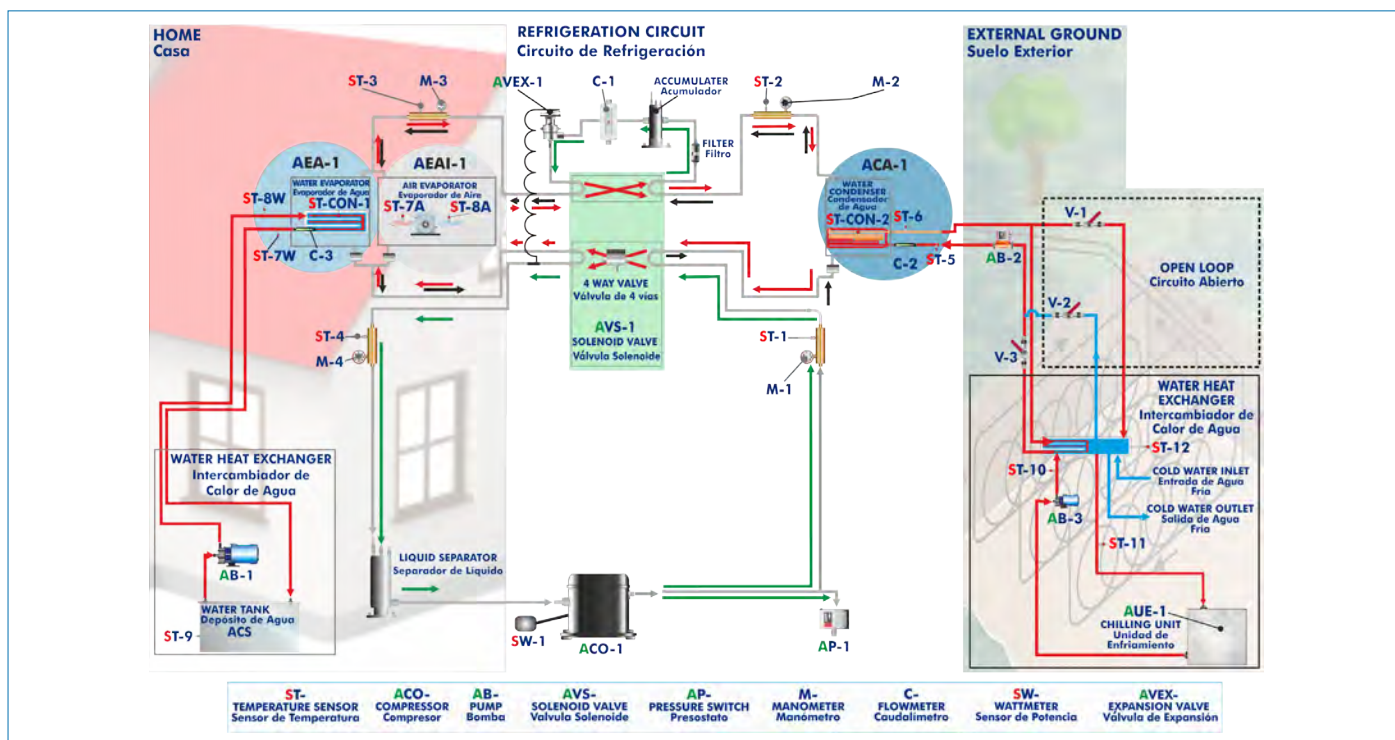 HOME
Casa
REFRIGERATION CIRCUIT
Circuito de Refrigeración
EXTERNAL GROUND
Suelo Exterior
ST-3
M-3
AVEX-1
C-1
ACCUMULATER
Acumulador
ST-2
M-2
FILTER
Filtro
AEA-1
WATER EVAPORATOR
Evaporador de Agua
ST-CON-1
ST-8W
ST-7W
C-3
AEAI-1
AIR EVAPORATOR
Evaporador de Aire
ST-7A
ST-8A
ACA-1
WATER
CONDENSER
Condensador
de Agua
ST-CON-2
ST-6
C-2
ST-5
AB-2
V-1
OPEN LOOP
Circuito Abierto
V-2
V-3
4 WAY VALVE
Válvula de 4 vías
AVS-1
SOLENOID VALVE
Válvula Solenoide
ST-4
M-4
ST-1
M-1
WATER HEAT EXCHANGER
Intercambiador de
Calor de Agua
AB-1
WATER TANK
Depósito de Agua
ACS
ST-9
LIQUID SEPARATOR
Separador de Líquido
SW-1
ACO-1
AP-1
WATER HEAT
EXCHANGER
Intercambiador de
Calor de Agua
ST-12
ST-10
COLD WATER INLET
Entrada de Agua
Fría
AB-3
COLD WATER OUTLET
Salida de Agua
Fría
ST-11
AUE-1
CHILLING UNIT
Unidad de
Enfriamiento
ST-
TEMPERATURE SENSOR
Sensor de Temperatura
ACO-
COMPRESSOR
Compresor
AB-
PUMP
Bomba
AVS-
SOLENOID VALVE
Valvula Solenoide
AP-
PRESSURE SWITCH
Presostato
M-
MANOMETER
Manómetro
C-
FLOWMETER
Caudalímetro
SW-
WATTMETER
Sensor de Potencia
AVEX-
EXPANSION VALVE
Válvula de Expansión